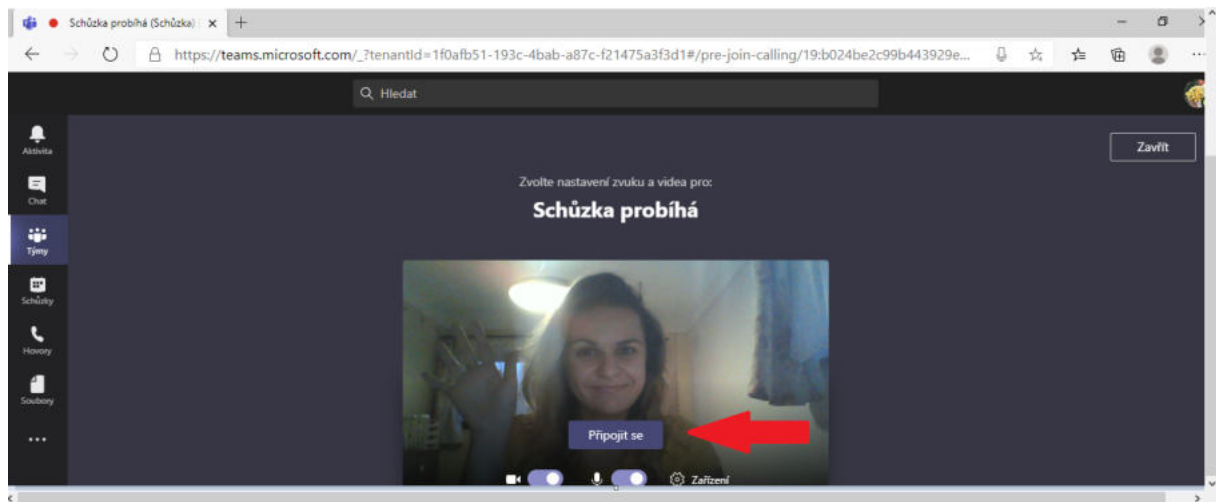 Schůzka probíhá (Schůzka)
https://teams.microsoft.com/_?tenantId=1f0afb51-193c-4bab-a87c-f21475a3f3d1#/pre-join-calling/19:b024be2c99b443929e...
Hledat
Aktivita
Zavřít
Chat
Zvolte nastavení zvuku a videa pro:
Schůzka probíhá
Týmy
Schůzky
Hovory
Soubory
Připojit se
Zařízení